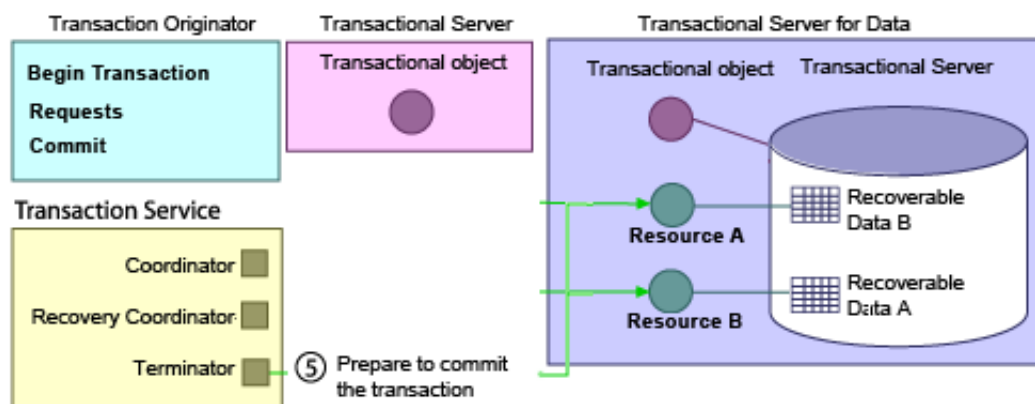 Transaction Originator
Begin Transaction
Requests
Commit
Transactional Server
Transactional object
Transactional Server for Data
Transactional object
Transactional Server
Resource A
Recoverable
Data B
Resource B
Recoverable
Data A
Transaction Service
Coordinator
Recovery Coordinator
Terminator
5 Prepare to commit
the transaction